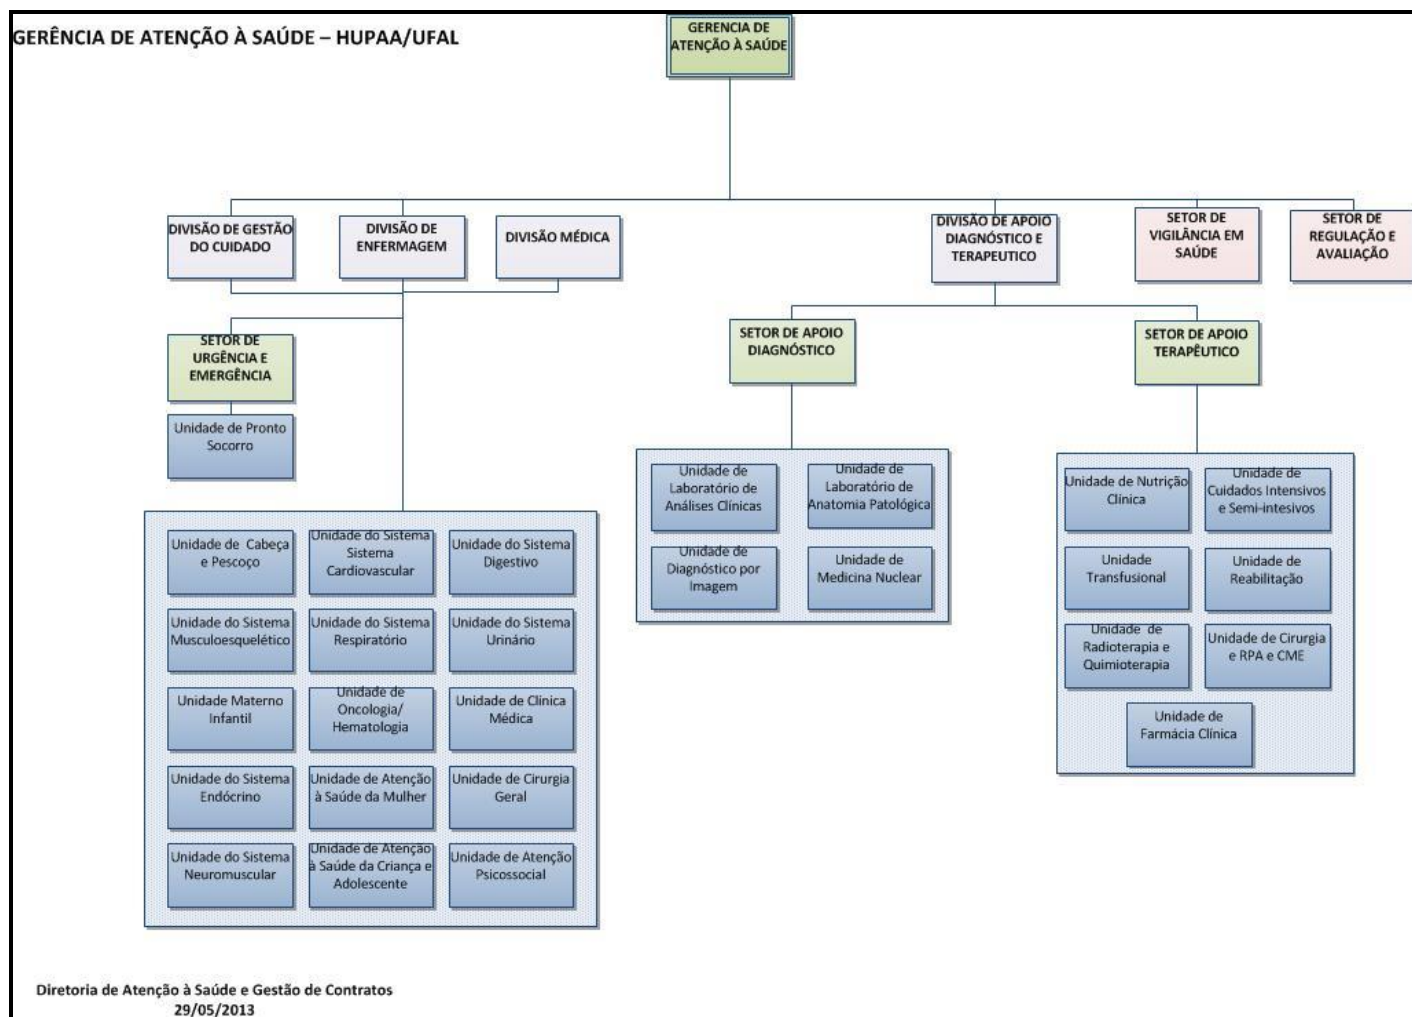 GERÊNCIA DE ATENÇÃO À SAÚDE – HUPAA/UFAL
GERENCIA DE
ATENÇÃO À SAÚDE
DIVISÃO DE GESTÃO
DO CUIDADO
DIVISÃO DE
ENFERMAGEM
DIVISÃO MÉDICA
DIVISÃO DE APOIO
DIAGNÓSTICO E
TERAPEUTICO
SETOR DE
VIGILÂNCIA EM
SAÚDE
SETOR DE
REGULAÇÃO E
AVALIAÇÃO
SETOR DE
URGÊNCIA E
EMERGÊNCIA
SETOR DE APOIO
DIAGNÓSTICO
SETOR DE APOIO
TERAPÊUTICO
Unidade de Pronto
Socorro
Unidade de Cabeça
e Pescoço
Unidade do Sistema
Sistema
Cardiovascular
Unidade do Sistema
Digestivo
Unidade do Sistema
Musculoesquelético
Unidade do Sistema
Respiratório
Unidade do Sistema
Urinário
Unidade Materno
Infantil
Unidade de
Oncologia/
Hematologia
Unidade de Clínica
Médica
Unidade do Sistema
Endócrino
Unidade de Atenção
à Saúde da Mulher
Unidade de Cirurgia
Geral
Unidade do Sistema
Neuromuscular
Unidade de Atenção
à Saúde da Criança e
Adolescente
Unidade de Atenção
Psicossocial
Unidade de
Laboratório de
Análises Clínicas
Unidade de
Laboratório de
Anatomia Patológica
Unidade de
Diagnóstico por
Imagem
Unidade de
Medicina Nuclear
Unidade de Nutrição
Clínica
Unidade de
Cuidados Intensivos
e Semi-intesivos
Unidade
Transfusional
Unidade de
Reabilitação
Unidade de
Radioterapia e
Quimioterapia
Unidade de Cirurgia
e RPA e CME
Unidade de
Farmácia Clínica
Diretoria de Atenção à Saúde e Gestão de Contratos
29/05/2013